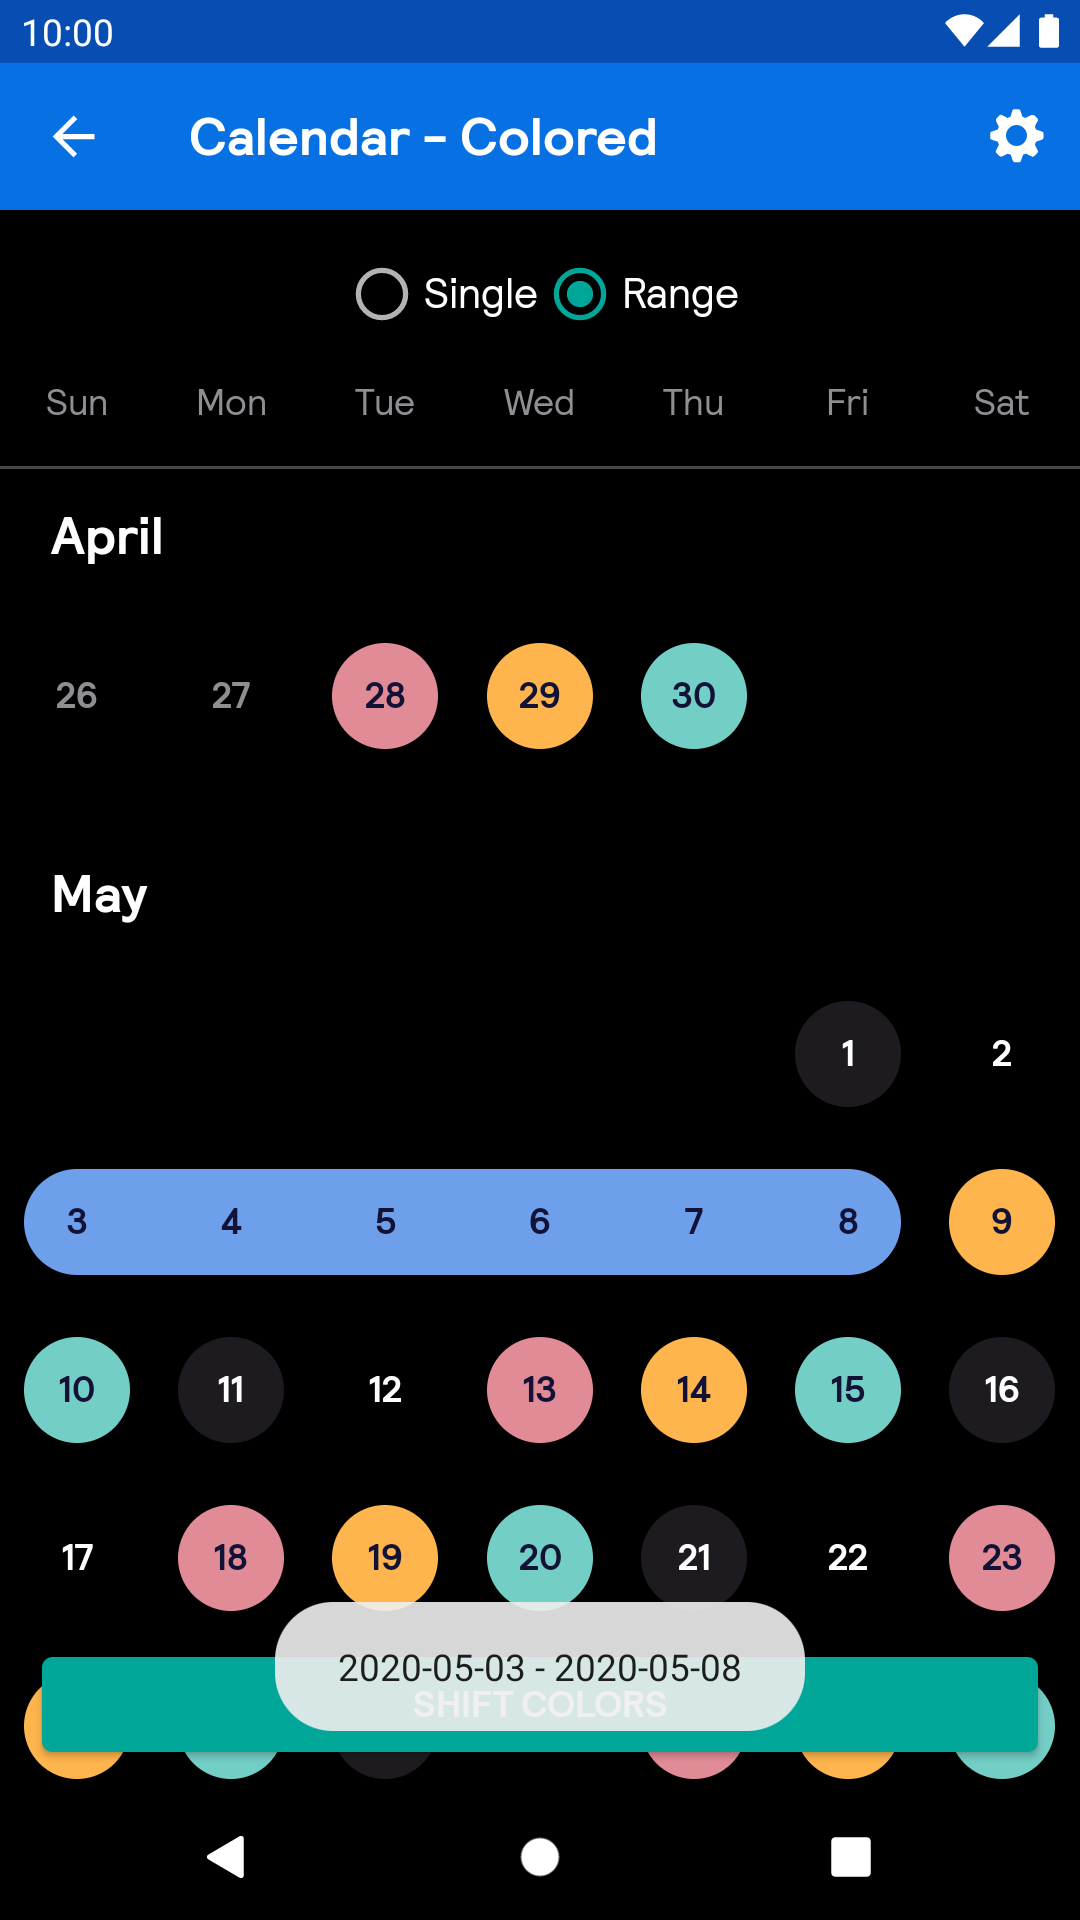 10:00
Calendar - Colored
Single Range
Sun Mon Tue Wed Thu Fri Sat
April
26 27 28 29 30
May
1 2
3 4 5 6 7 8 9
10 11 12 13 14 15 16
17 18 19 20 21 22 23
2020-05-03 - 2020-05-08
SHIFT COLORS